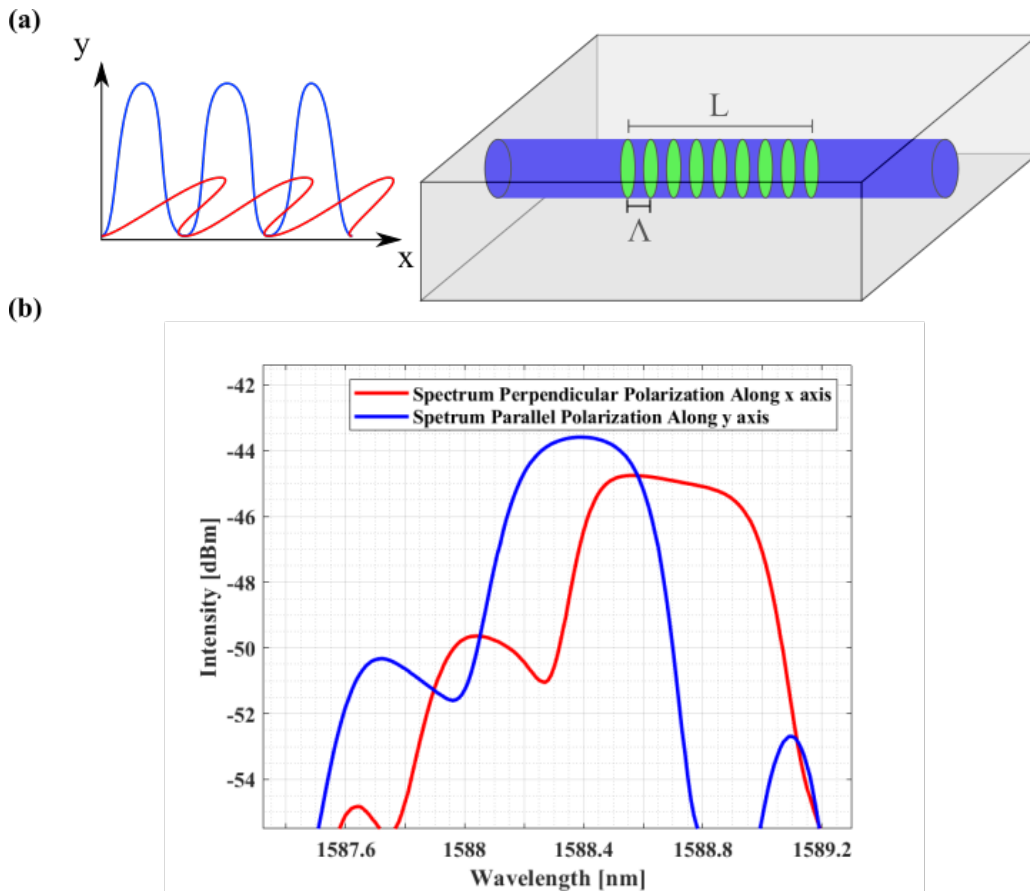 (a)
y
x
L
Λ
(b)
Spectrum Perpendicular Polarization Along x axis
Spetrum Parallel Polarization Along y axis
Intensity [dBm]
-42
-44
-46
-48
-50
-52
-54
1587.6 1588 1588.4 1588.8 1589.2
Wavelength [nm]